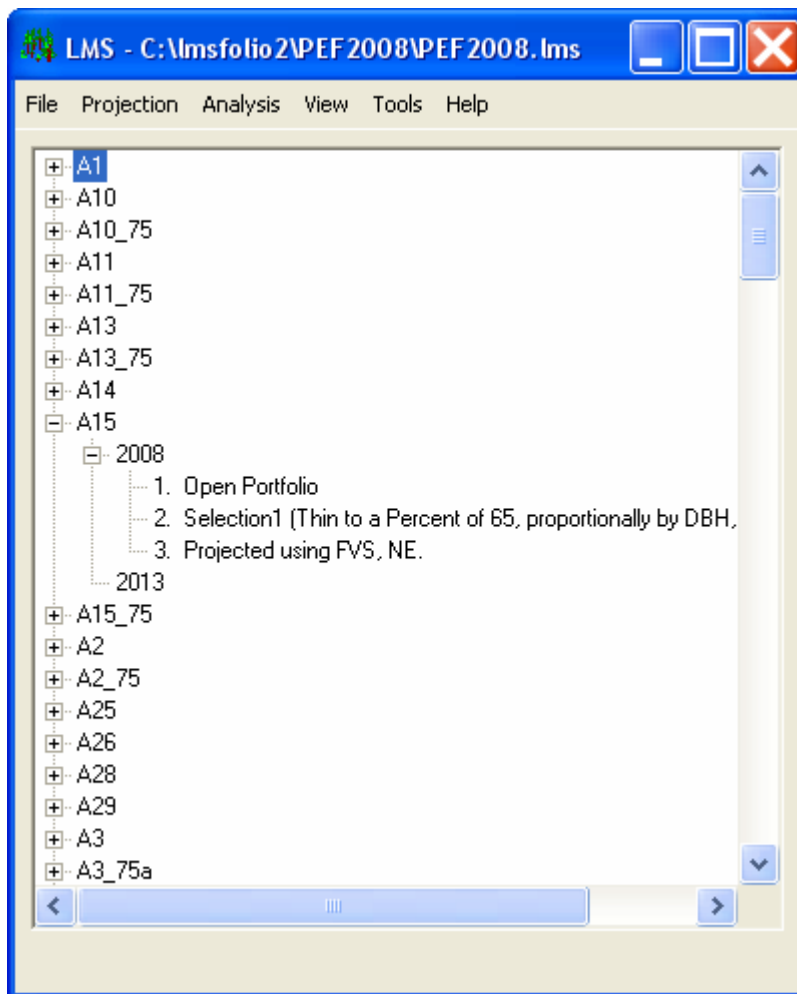 LMS - C:\lmsfolio2\PEF2008\PEF2008.lms
File Projection Analysis View Tools Help
A1
A10
A10_75
A11
A11_75
A13
A13_75
A14
A15
2008
1. Open Portfolio
2. Selection1 (Thin to a Percent of 65, proportionally by DBH,
3. Projected using FVS, NE.
2013
A15_75
A2
A2_75
A25
A26
A28
A29
A3
A3_75a